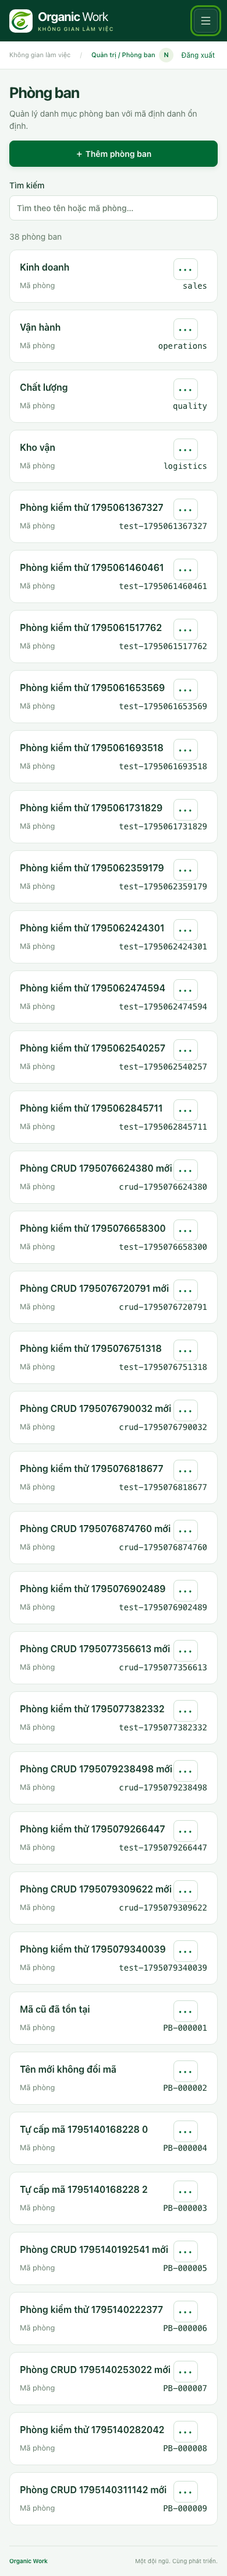 Organic Work
KHÔNG GIAN LÀM VIỆC
Không gian làm việc / Quản trị / Phòng ban N Đăng xuất
Phòng ban
Quản lý danh mục phòng ban với mã định danh ổn
định.
+ Thêm phòng ban
Tìm kiếm
Tìm theo tên hoặc mã phòng...
38 phòng ban
Kinh doanh
Mã phòng sales
Vận hành
Mã phòng operations
Chất lượng
Mã phòng quality
Kho vận
Mã phòng logistics
Phòng kiểm thử 1795061367327
Mã phòng test-1795061367327
Phòng kiểm thử 1795061460461
Mã phòng test-1795061460461
Phòng kiểm thử 1795061517762
Mã phòng test-1795061517762
Phòng kiểm thử 1795061653569
Mã phòng test-1795061653569
Phòng kiểm thử 1795061693518
Mã phòng test-1795061693518
Phòng kiểm thử 1795061731829
Mã phòng test-1795061731829
Phòng kiểm thử 1795062359179
Mã phòng test-1795062359179
Phòng kiểm thử 1795062424301
Mã phòng test-1795062424301
Phòng kiểm thử 1795062474594
Mã phòng test-1795062474594
Phòng kiểm thử 1795062540257
Mã phòng test-1795062540257
Phòng kiểm thử 1795062845711
Mã phòng test-1795062845711
Phòng CRUD 1795076624380 mới
Mã phòng crud-1795076624380
Phòng kiểm thử 1795076658300
Mã phòng test-1795076658300
Phòng CRUD 1795076720791 mới
Mã phòng crud-1795076720791
Phòng kiểm thử 1795076751318
Mã phòng test-1795076751318
Phòng CRUD 1795076790032 mới
Mã phòng crud-1795076790032
Phòng kiểm thử 1795076818677
Mã phòng test-1795076818677
Phòng CRUD 1795076874760 mới
Mã phòng crud-1795076874760
Phòng kiểm thử 1795076902489
Mã phòng test-1795076902489
Phòng CRUD 1795077356613 mới
Mã phòng crud-1795077356613
Phòng kiểm thử 1795077382332
Mã phòng test-1795077382332
Phòng CRUD 1795079238498 mới
Mã phòng crud-1795079238498
Phòng kiểm thử 1795079266447
Mã phòng test-1795079266447
Phòng CRUD 1795079309622 mới
Mã phòng crud-1795079309622
Phòng kiểm thử 1795079340039
Mã phòng test-1795079340039
Mã cũ đã tồn tại
Mã phòng PB-000001
Tên mới không đổi mã
Mã phòng PB-000002
Tự cấp mã 1795140168228 0
Mã phòng PB-000004
Tự cấp mã 1795140168228 2
Mã phòng PB-000003
Phòng CRUD 1795140192541 mới
Mã phòng PB-000005
Phòng kiểm thử 1795140222377
Mã phòng PB-000006
Phòng CRUD 1795140253022 mới
Mã phòng PB-000007
Phòng kiểm thử 1795140282042
Mã phòng PB-000008
Phòng CRUD 1795140311142 mới
Mã phòng PB-000009
Organic Work Một đội ngũ. Cùng phát triển.